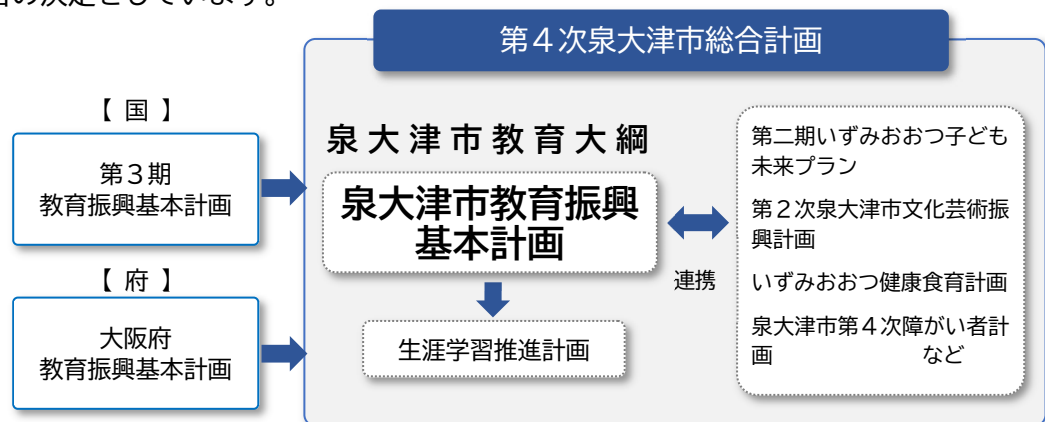 第４次泉大津市総合計画
【 国 】
第３期
教育振興基本計画
【 府 】
大阪府
教育振興基本計画
泉大津市教育大綱
泉大津市教育振興
基本計画
生涯学習推進計画
連携
第二期いずみおおつ子ども
未来プラン
第２次泉大津市文化芸術振
興計画
いずみおおつ健康食育計画
泉大津市第４次障がい者計
画 など